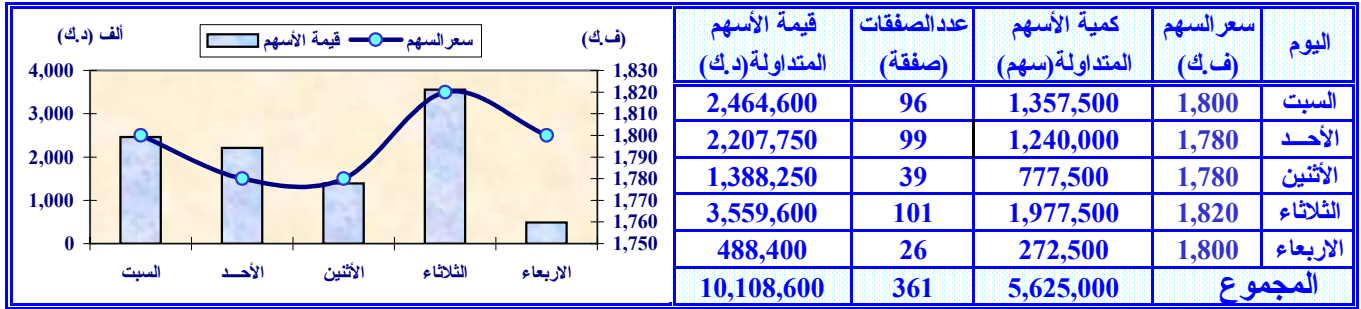 اليوم سعر السهم (ف.ك) كمية الأسهم المتداولة(سهم) عددالصفقات (صفقة) قيمة الأسهم المتداولة(د.ك)
السبت 1,800 1,357,500 96 2,464,600
الأحــد 1,780 1,240,000 99 2,207,750
الأثنين 1,780 777,500 39 1,388,250
الثلاثاء 1,820 1,977,500 101 3,559,600
الاربعاء 1,800 272,500 26 488,400
المجموع 5,625,000 361 10,108,600
(ف.ك) سعر السهم قيمة الأسهم ألف (د.ك)
1,830 4,000
1,820
1,810 3,000
1,800
1,790 2,000
1,780
1,770 1,000
1,760
1,750 0
السبت الأحــد الأثنين الثلاثاء الاربعاء